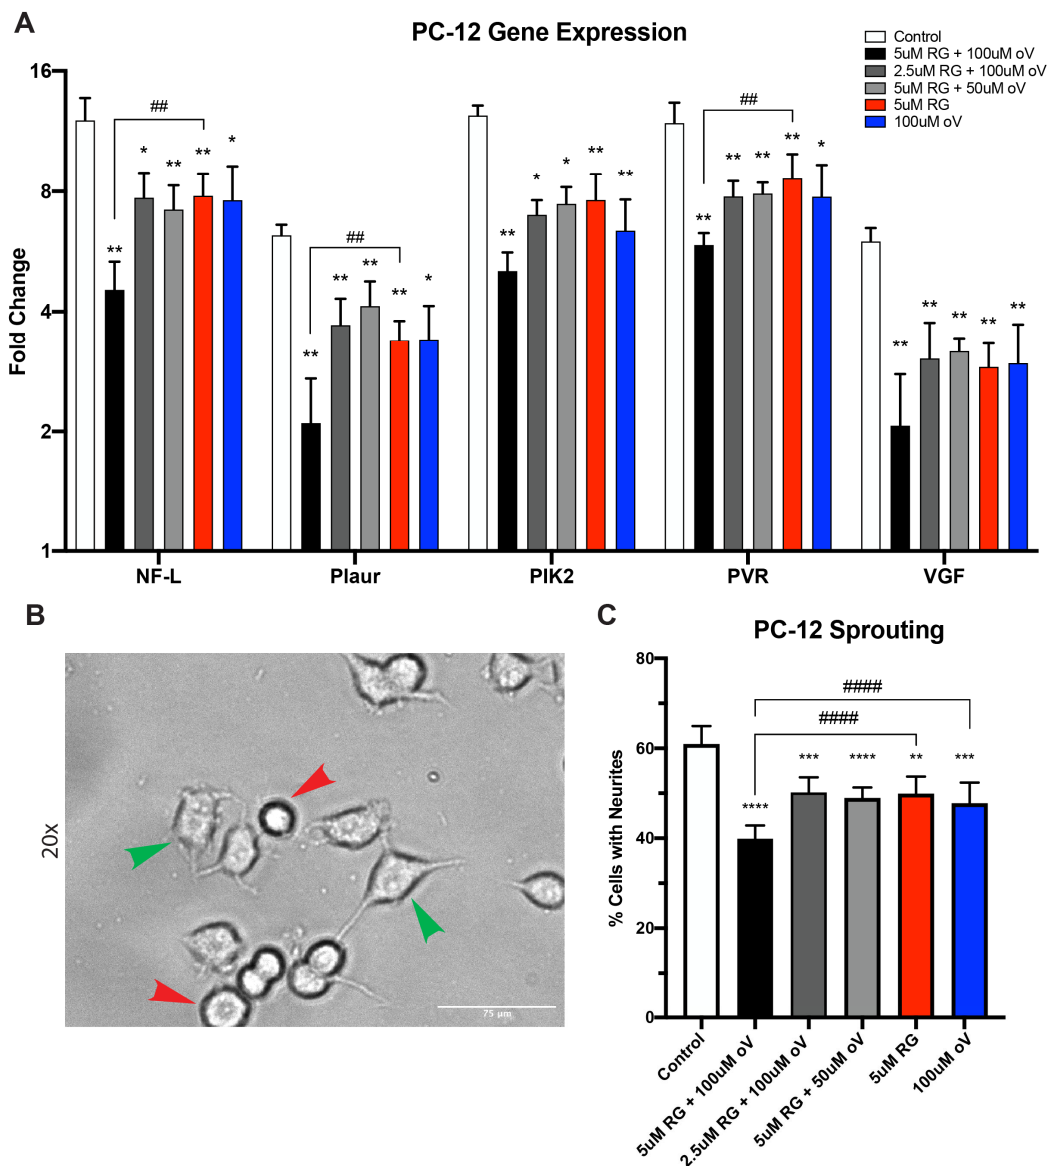 A
PC-12 Gene Expression
Control
5uM RG + 100uM oV
2.5uM RG + 100uM oV
5uM RG + 50uM oV
5uM RG
100uM oV
Fold Change
16
8
4
2
1
## ##
* ** ** *
**
##
** ** ** *
**
* * ** **
**
** ** ** *
**
** ** ** **
**
NF-L Plaur PIK2 PVR VGF
B
20x
75 µm
C
PC-12 Sprouting
% Cells with Neurites
80
60
40
20
0
####
####
**** *** **** ** ***
Control
5uM RG + 100uM oV
2.5uM RG + 100uM oV
5uM RG + 50uM oV
5uM RG
100uM oV